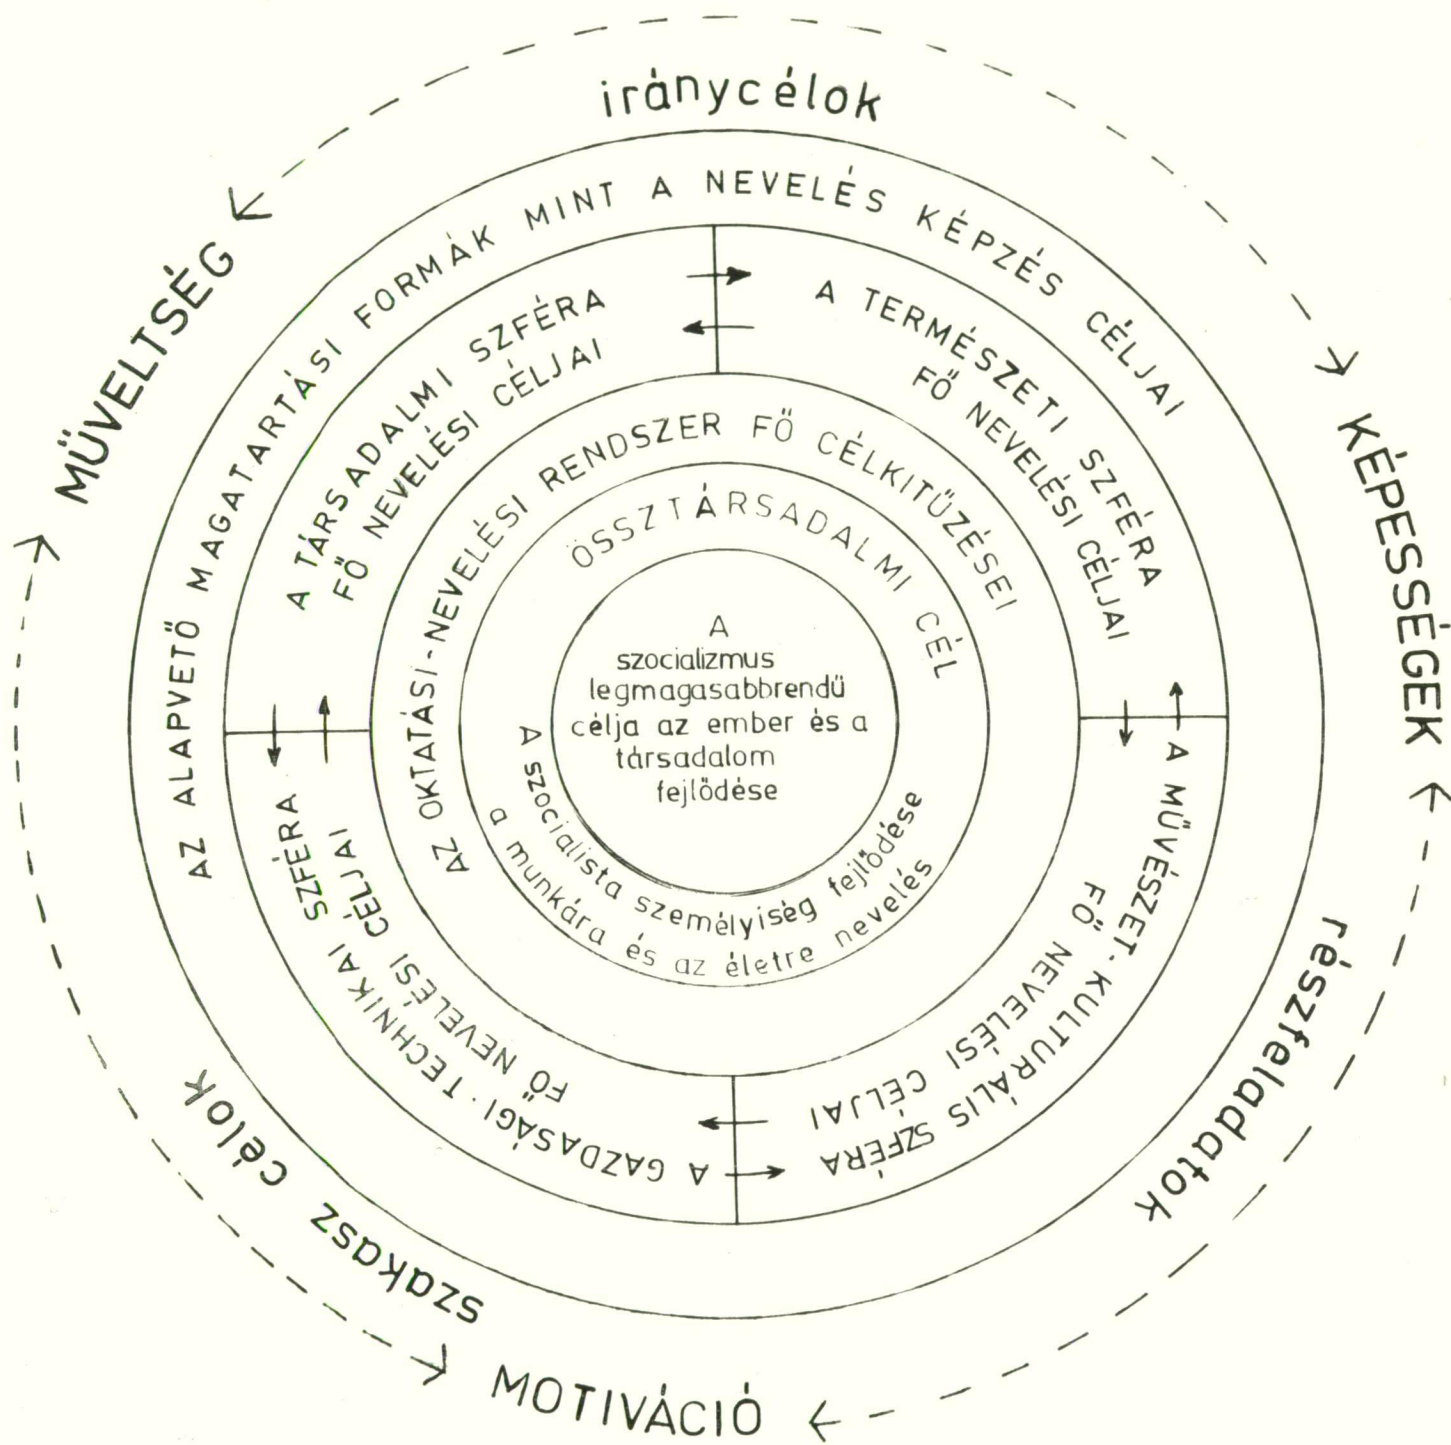 iránycélok
MŰVELTSÉG
KÉPESSÉGEK
AZ ALAPVETŐ MAGATARTÁSI FORMÁK MINT A NEVELÉS KÉPZÉS CÉLJAI
A TÁRSADALMI SZFÉRA
FŐ NEVELÉSI CÉLJAI
A TERMÉSZETI SZFÉRA
FŐ NEVELÉSI CÉLJAI
AZ OKTATÁSI-NEVELÉSI RENDSZER FŐ CÉLKITŰZÉSEI
ÖSSZTÁRSADALMI CÉL
A
szocializmus
legmagasabbrendű
célja az ember és a
társadalom
fejlődése
A szocialista személyiség fejlődése
a munkára és az életre nevelés
A GAZDASÁGI-TECHNIKAI SZFÉRA
FŐ NEVELÉSI CÉLJAI
A MŰVÉSZET-KULTURÁLIS SZFÉRA
FŐ NEVELÉSI CÉLJAI
szakasz célok
részfeladatok
MOTIVÁCIÓ